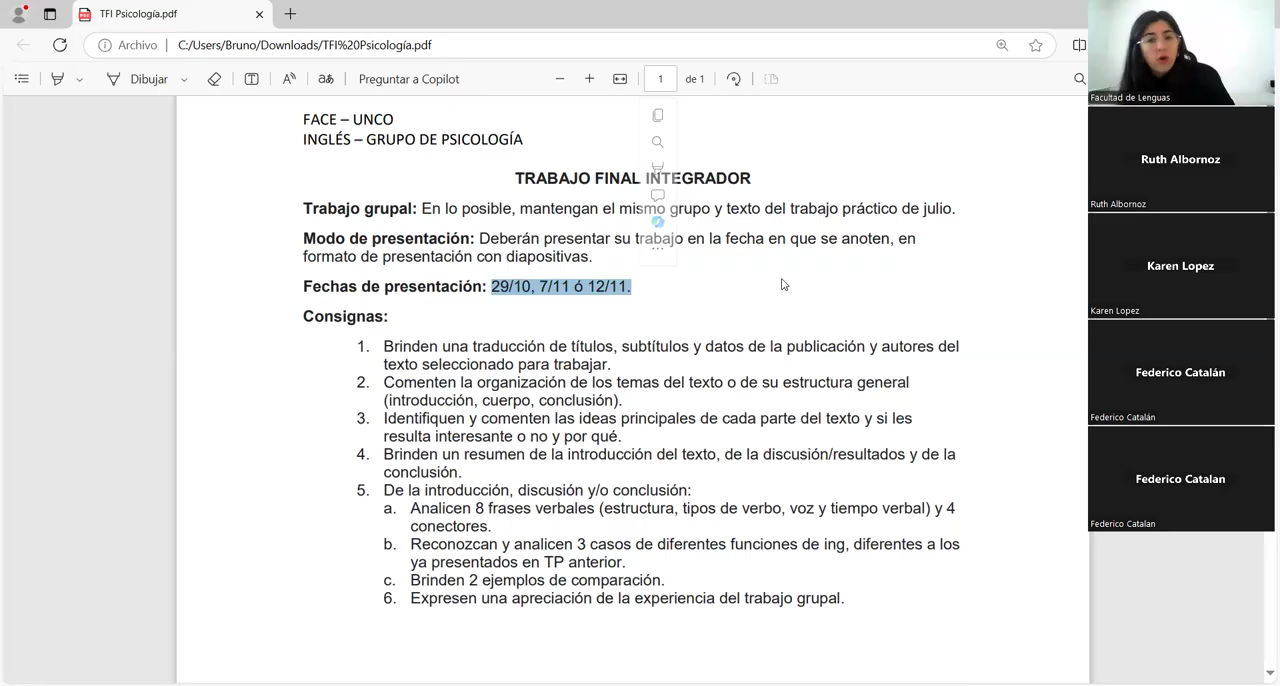 TFI Psicología.pdf
Archivo
C:/Users/Bruno/Downloads/TFI%20Psicología.pdf
Dibujar
Preguntar a Copilot
1
de 1
FACE – UNCO
INGLÉS – GRUPO DE PSICOLOGÍA
TRABAJO FINAL INTEGRADOR
Trabajo grupal: En lo posible, mantengan el mismo grupo y texto del trabajo práctico de julio.
Modo de presentación: Deberán presentar su trabajo en la fecha en que se anoten, en
formato de presentación con diapositivas.
Fechas de presentación: 29/10, 7/11 ó 12/11.
Consignas:
1. Brinden una traducción de títulos, subtítulos y datos de la publicación y autores del
texto seleccionado para trabajar.
2. Comenten la organización de los temas del texto o de su estructura general
(introducción, cuerpo, conclusión).
3. Identifiquen y comenten las ideas principales de cada parte del texto y si les
resulta interesante o no y por qué.
4. Brinden un resumen de la introducción del texto, de la discusión/resultados y de la
conclusión.
5. De la introducción, discusión y/o conclusión:
a. Analicen 8 frases verbales (estructura, tipos de verbo, voz y tiempo verbal) y 4
conectores.
b. Reconozcan y analicen 3 casos de diferentes funciones de ing, diferentes a los
ya presentados en TP anterior.
c. Brinden 2 ejemplos de comparación.
6. Expresen una apreciación de la experiencia del trabajo grupal.
Facultad de Lenguas
Ruth Albornoz
Ruth Albornoz
Karen Lopez
Karen Lopez
Federico Catalán
Federico Catalán
Federico Catalan
Federico Catalan